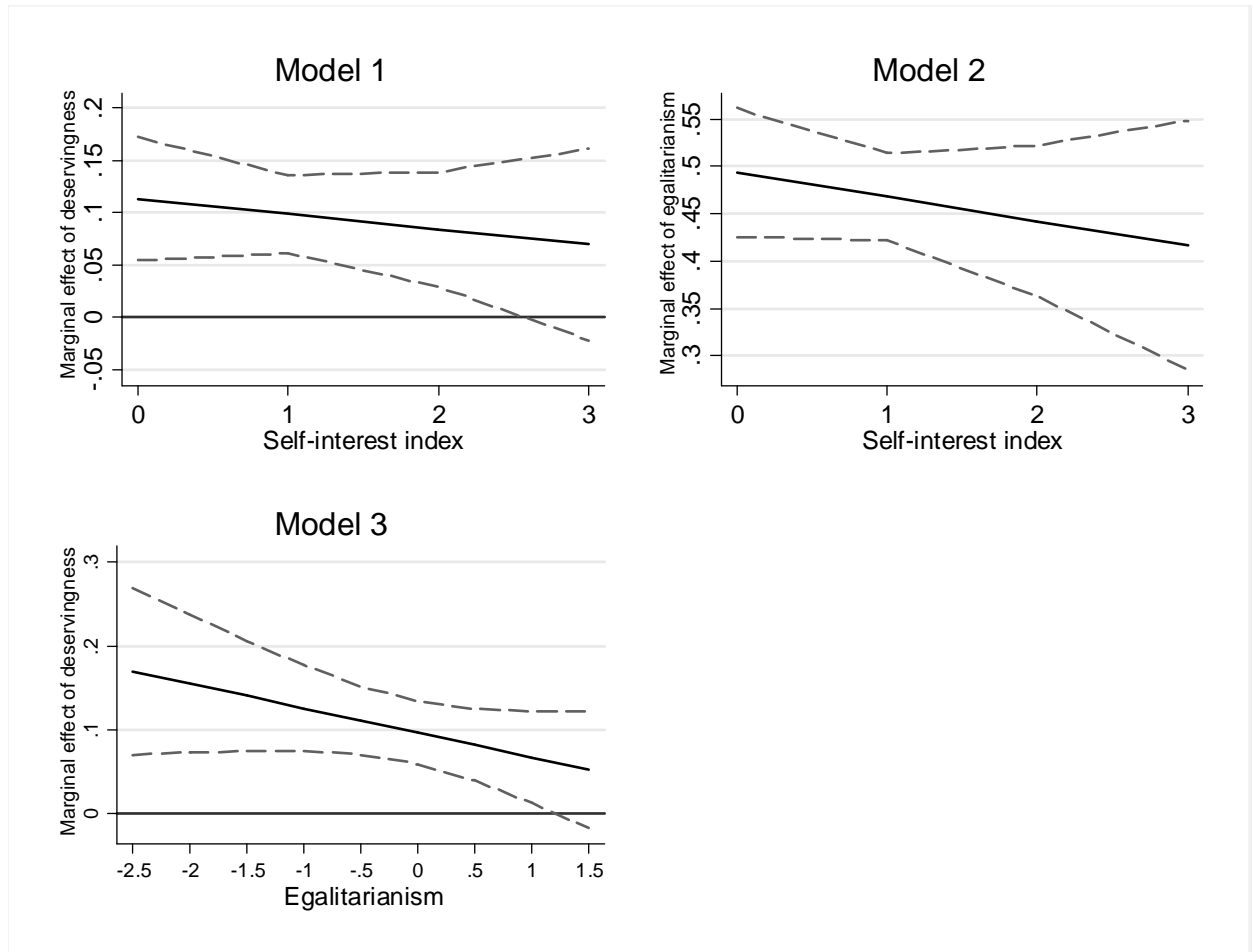 Model 1
Marginal effect of deservingness
.2
.15
.1
.05
0
-.05
0 1 2 3
Self-interest index
Model 2
Marginal effect of egalitarianism
.55
.5
.45
.4
.35
.3
0 1 2 3
Self-interest index
Model 3
Marginal effect of deservingness
.3
.2
.1
0
-2.5 -2 -1.5 -1 -.5 0 .5 1 1.5
Egalitarianism